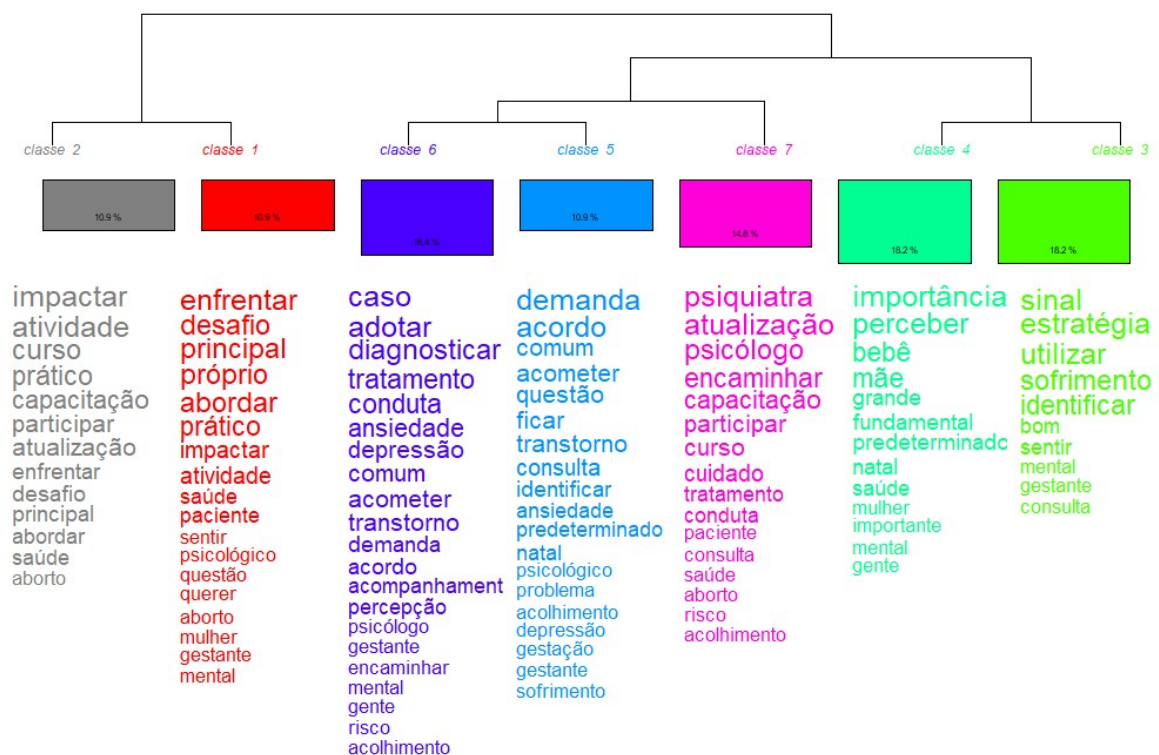 classe 2
classe 1
classe 6
classe 5
classe 7
classe 4
classe 3
10.9 %
10.9 %
16.4 %
10.9 %
14.6 %
18.2 %
18.2 %
impactar
atividade
curso
prático
capacitação
participar
atualização
enfrentar
desafio
principal
abordar
saúde
aborto
enfrentar
desafio
principal
próprio
abordar
prático
impactar
atividade
saúde
paciente
sentir
psicológico
questão
querer
aborto
mulher
gestante
mental
caso
adotar
diagnosticar
tratamento
conduta
ansiedade
depressão
comum
acometer
transtorno
demanda
acordo
acompanhament
percepção
psicólogo
gestante
encaminhar
mental
gente
risco
acolhimento
demanda
acordo
comum
acometer
questão
ficar
transtorno
consulta
identificar
ansiedade
predeterminado
natal
psicológico
problema
acolhimento
depressão
gestação
gestante
sofrimento
psiquiatra
atualização
psicólogo
encaminhar
capacitação
participar
curso
cuidado
tratamento
conduta
paciente
consulta
saúde
aborto
risco
acolhimento
importância
perceber
bebê
mãe
grande
fundamental
predeterminado
natal
saúde
mulher
importante
mental
gente
sinal
estratégia
utilizar
sofrimento
identificar
bom
sentir
mental
gestante
consulta